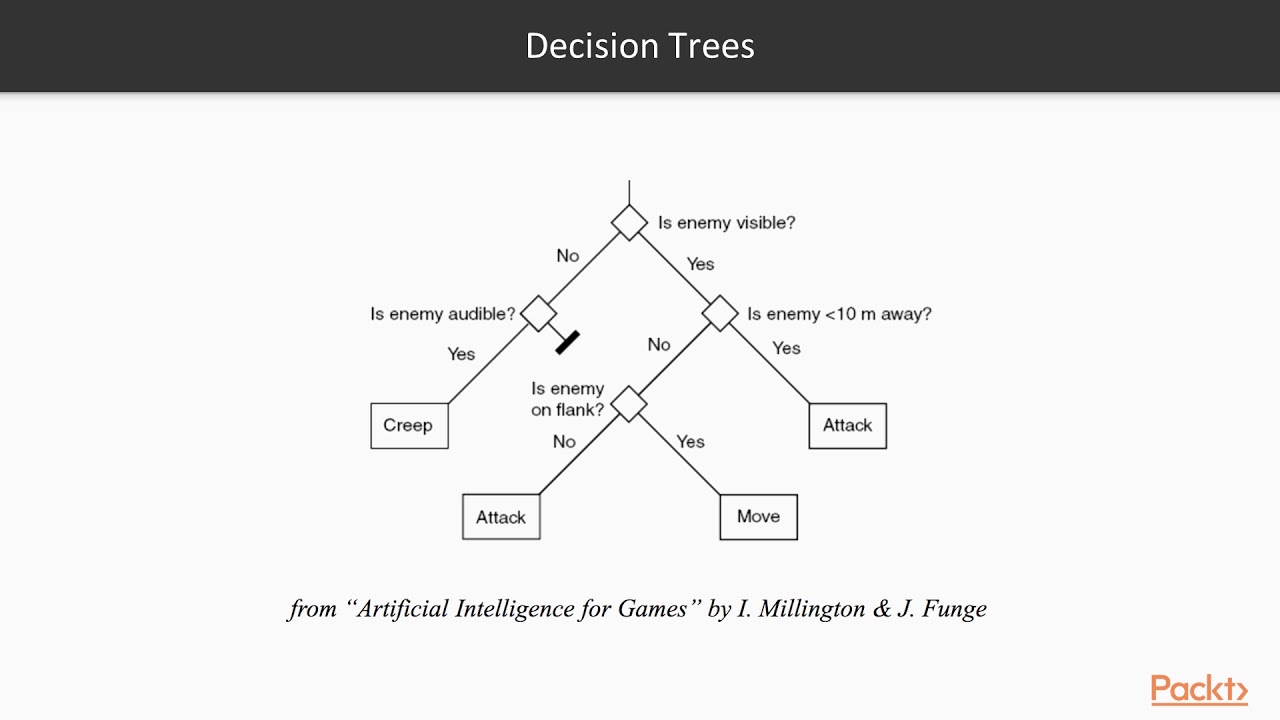 Decision Trees
Is enemy visible?
No
Yes
Is enemy audible?
Is enemy <10 m away?
Yes
No
Yes
Is enemy
on flank?
Creep
Attack
No
Yes
Attack
Move
from “Artificial Intelligence for Games” by I. Millington & J. Funge
Packt>